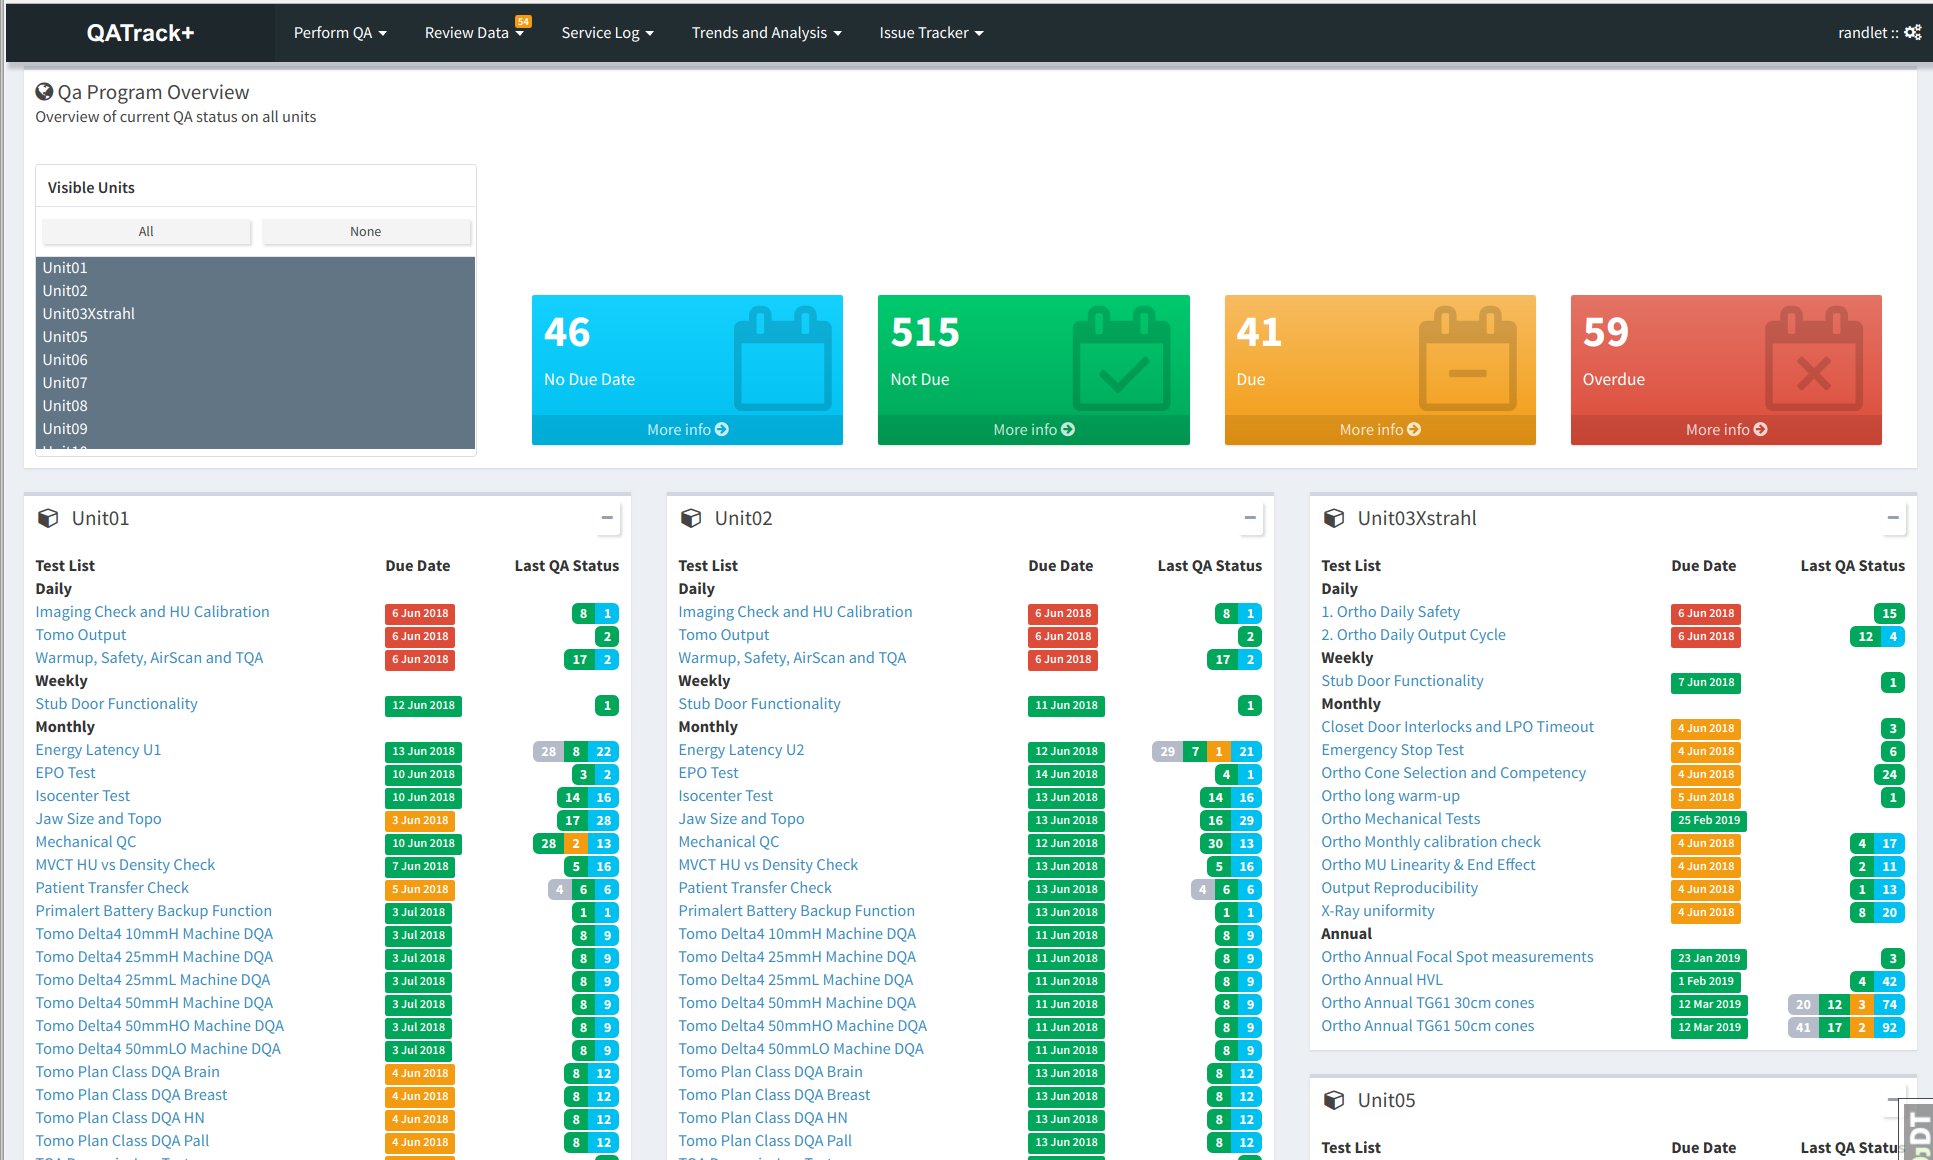 QATrack+ Perform QA Review Data 54 Service Log Trends and Analysis Issue Tracker randlet ::
Qa Program Overview
Overview of current QA status on all units
Visible Units
All None
Unit01
Unit02
Unit03Xstrahl
Unit05
Unit06
Unit07
Unit08
Unit09
46
No Due Date
More info
515
Not Due
More info
41
Due
More info
59
Overdue
More info
Unit01
Test List Due Date Last QA Status
Daily
Imaging Check and HU Calibration 6 Jun 2018 8 1
Tomo Output 6 Jun 2018 2
Warmup, Safety, AirScan and TQA 6 Jun 2018 17 2
Weekly
Stub Door Functionality 12 Jun 2018 1
Monthly
Energy Latency U1 13 Jun 2018 28 8 22
EPO Test 10 Jun 2018 3 2
Isocenter Test 10 Jun 2018 14 16
Jaw Size and Topo 3 Jun 2018 17 28
Mechanical QC 10 Jun 2018 28 2 13
MVCT HU vs Density Check 7 Jun 2018 5 16
Patient Transfer Check 5 Jun 2018 4 6 6
Primalert Battery Backup Function 3 Jul 2018 1 1
Tomo Delta4 10mmH Machine DQA 3 Jul 2018 8 9
Tomo Delta4 25mmH Machine DQA 3 Jul 2018 8 9
Tomo Delta4 25mmL Machine DQA 3 Jul 2018 8 9
Tomo Delta4 50mmH Machine DQA 3 Jul 2018 8 9
Tomo Delta4 50mmHO Machine DQA 3 Jul 2018 8 9
Tomo Delta4 50mmLO Machine DQA 3 Jul 2018 8 9
Tomo Plan Class DQA Brain 4 Jun 2018 8 12
Tomo Plan Class DQA Breast 4 Jun 2018 8 12
Tomo Plan Class DQA HN 4 Jun 2018 8 12
Tomo Plan Class DQA Pall 4 Jun 2018 8 12
Unit02
Test List Due Date Last QA Status
Daily
Imaging Check and HU Calibration 6 Jun 2018 8 1
Tomo Output 6 Jun 2018 2
Warmup, Safety, AirScan and TQA 6 Jun 2018 17 2
Weekly
Stub Door Functionality 11 Jun 2018 1
Monthly
Energy Latency U2 12 Jun 2018 29 7 1 21
EPO Test 14 Jun 2018 4 1
Isocenter Test 13 Jun 2018 14 16
Jaw Size and Topo 13 Jun 2018 16 29
Mechanical QC 12 Jun 2018 30 13
MVCT HU vs Density Check 13 Jun 2018 5 16
Patient Transfer Check 13 Jun 2018 4 6 6
Primalert Battery Backup Function 13 Jun 2018 1 1
Tomo Delta4 10mmH Machine DQA 11 Jun 2018 8 9
Tomo Delta4 25mmH Machine DQA 11 Jun 2018 8 9
Tomo Delta4 25mmL Machine DQA 11 Jun 2018 8 9
Tomo Delta4 50mmH Machine DQA 11 Jun 2018 8 9
Tomo Delta4 50mmHO Machine DQA 11 Jun 2018 8 9
Tomo Delta4 50mmLO Machine DQA 11 Jun 2018 8 9
Tomo Plan Class DQA Brain 13 Jun 2018 8 12
Tomo Plan Class DQA Breast 13 Jun 2018 8 12
Tomo Plan Class DQA HN 13 Jun 2018 8 12
Tomo Plan Class DQA Pall 13 Jun 2018 8 12
Unit03Xstrahl
Test List Due Date Last QA Status
Daily
1. Ortho Daily Safety 6 Jun 2018 15
2. Ortho Daily Output Cycle 6 Jun 2018 12 4
Weekly
Stub Door Functionality 7 Jun 2018 1
Monthly
Closet Door Interlocks and LPO Timeout 4 Jun 2018 3
Emergency Stop Test 4 Jun 2018 6
Ortho Cone Selection and Competency 4 Jun 2018 24
Ortho long warm-up 5 Jun 2018 1
Ortho Mechanical Tests 25 Feb 2019
Ortho Monthly calibration check 4 Jun 2018 4 17
Ortho MU Linearity & End Effect 4 Jun 2018 2 11
Output Reproducibility 4 Jun 2018 1 13
X-Ray uniformity 4 Jun 2018 8 20
Annual
Ortho Annual Focal Spot measurements 23 Jan 2019 3
Ortho Annual HVL 1 Feb 2019 4 42
Ortho Annual TG61 30cm cones 12 Mar 2019 20 12 3 74
Ortho Annual TG61 50cm cones 12 Mar 2019 41 17 2 92
Unit05
Test List Due Date Last QA Status
DJDT